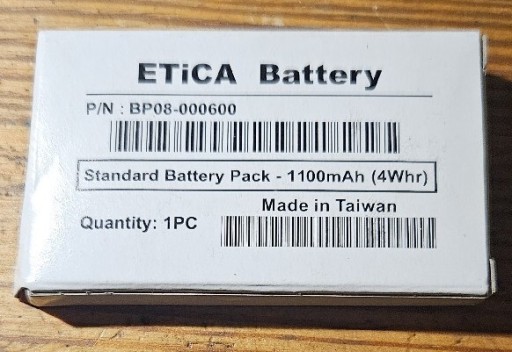 ETiCA Battery
P/N : BP08-000600
Standard Battery Pack - 1100mAh (4Whr)
Made in Taiwan
Quantity: 1PC